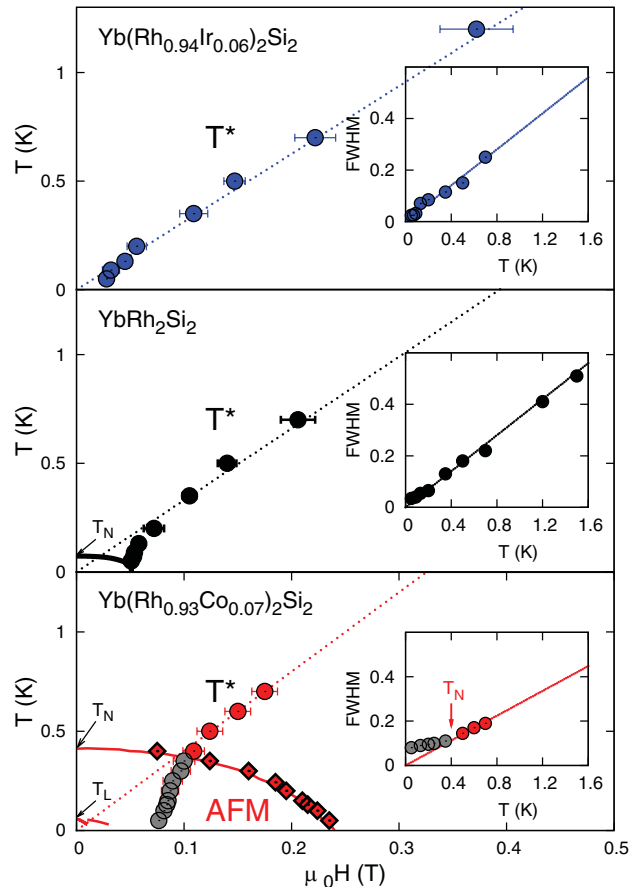 Yb(Rh0.94Ir0.06)2Si2
T*
T (K)
1
0
FWHM
0.4
0.2
0
0 0.4 0.8 1.2 1.6
T (K)
YbRh2Si2
T*
T (K)
1
0.5
0
TN
FWHM
0.4
0.2
0
0 0.4 0.8 1.2 1.6
T (K)
Yb(Rh0.93Co0.07)2Si2
T*
T (K)
1
0.5
0
TN
TL
AFM
FWHM
0.4
0.2
0
TN
0 0.4 0.8 1.2 1.6
T (K)
0 0.1 0.2 0.3 0.4 0.5
μ0H (T)